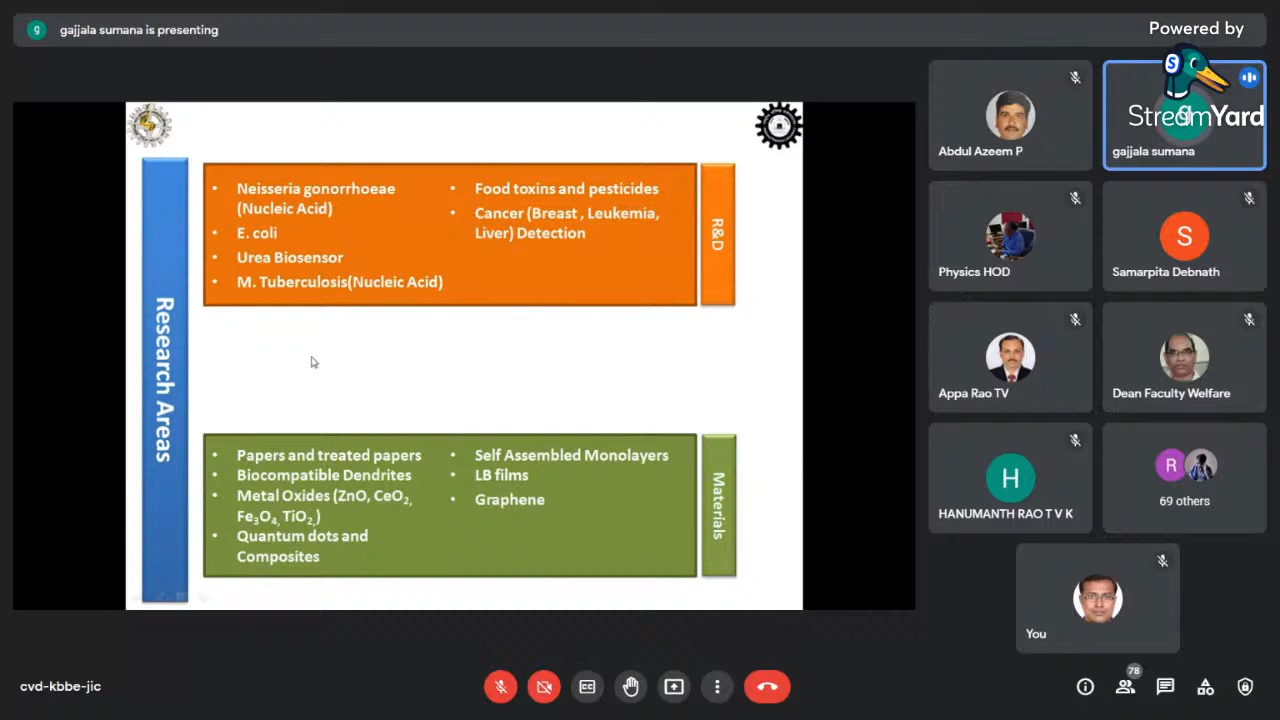 gajjala sumana is presenting
Powered by
StreamYard
Research Areas
• Neisseria gonorrhoeae
(Nucleic Acid)
• E. coli
• Urea Biosensor
• M. Tuberculosis(Nucleic Acid)
• Food toxins and pesticides
• Cancer (Breast , Leukemia,
Liver) Detection
R&D
• Papers and treated papers
• Biocompatible Dendrites
• Metal Oxides (ZnO, CeO₂,
Fe₃O₄, TiO₂,)
• Quantum dots and
Composites
• Self Assembled Monolayers
• LB films
• Graphene
Materials
Abdul Azeem P
gajjala sumana
Physics HOD
S
Samarpita Debnath
Appa Rao TV
Dean Faculty Welfare
H
HANUMANTH RAO T V K
R
69 others
You
cvd-kbbe-jic
78